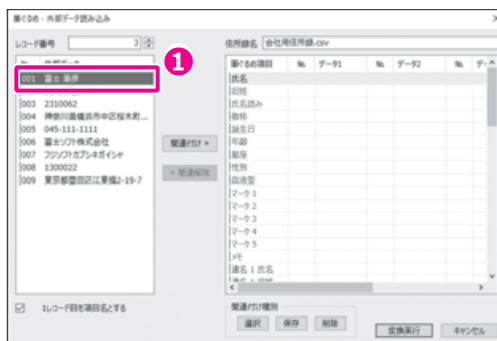 筆ぐるめ - 外部データ読み込み
レコード番号 3
住所録名 会社用住所録.csv
No. 外部データ
001 富士 筆彦
003 2310062
004 神奈川県横浜市中区桜木町...
005 045-111-1111
006 富士ソフト株式会社
007 フジソフトカブシキガイシャ
008 1300022
009 東京都墨田区江東橋2-19-7
1
関連付け >
< 関連解除
筆ぐるめ項目 No. データ1 No. データ2 No. データ
氏名
旧姓
氏名読み
敬称
誕生日
年齢
星座
性別
血液型
マーク1
マーク2
マーク3
マーク4
マーク5
メモ
連名1氏名
1レコード目を項目名とする
関連付け種別
選択 保存 削除
変換実行 キャンセル